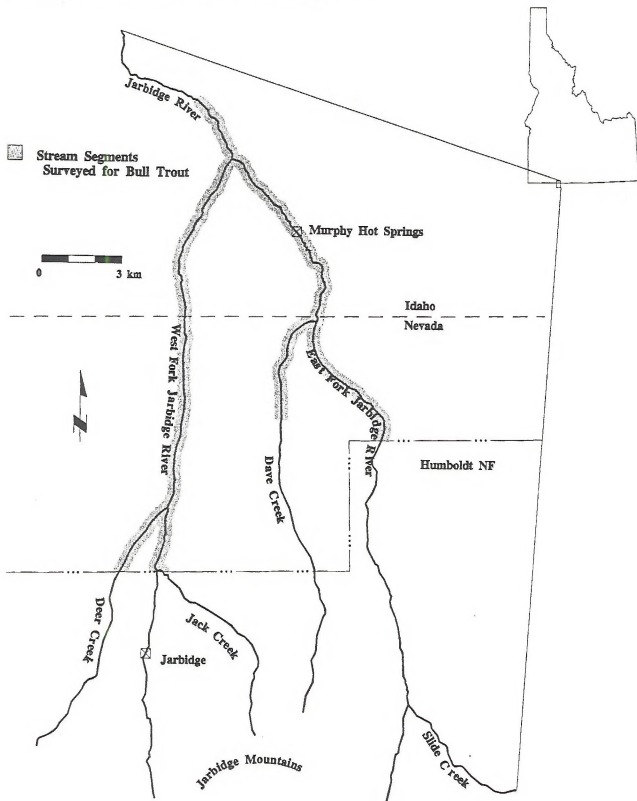 Jarbidge River
Stream Segments
Surveyed for Bull Trout
Murphy Hot Springs
0 3 km
Idaho
Nevada
West Fork Jarbidge River
East Fork Jarbidge River
Dave Creek
Humboldt NF
Deer Creek
Jack Creek
Jarbidge
Jarbidge Mountains
Slide Creek